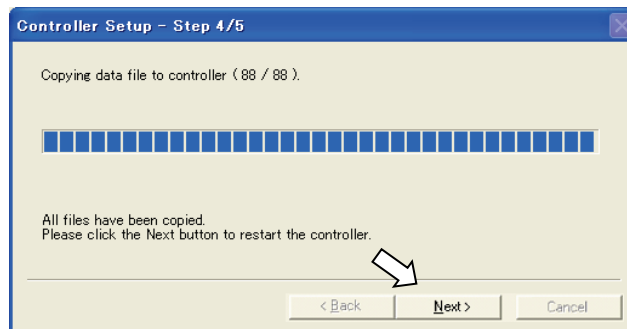 Controller Setup - Step 4/5
Copying data file to controller ( 88 / 88 ).
All files have been copied.
Please click the Next button to restart the controller.
< Back Next > Cancel